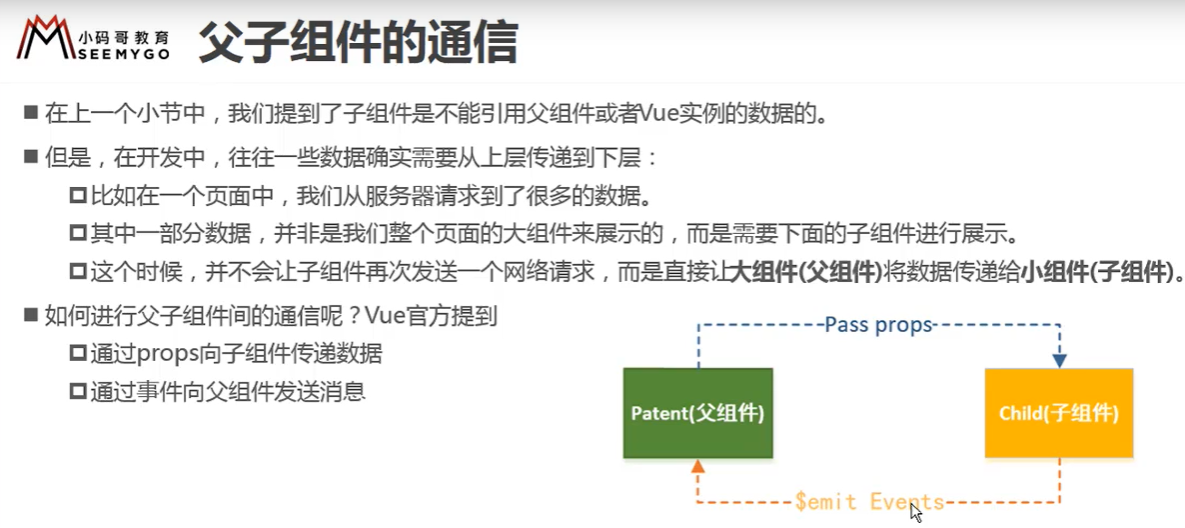 小码哥教育
SEEMYGO
父子组件的通信
在上一个小节中，我们提到了子组件是不能引用父组件或者Vue实例的数据的。
但是，在开发中，往往一些数据确实需要从上层传递到下层：
比如在一个页面中，我们从服务器请求到了很多的数据。
其中一部分数据，并非是我们整个页面的大组件来展示的，而是需要下面的子组件进行展示。
这个时候，并不会让子组件再次发送一个网络请求，而是直接让大组件(父组件)将数据传递给小组件(子组件)。
如何进行父子组件间的通信呢？Vue官方提到
通过props向子组件传递数据
通过事件向父组件发送消息
Pass props
Patent(父组件)
Child(子组件)
$emit Events